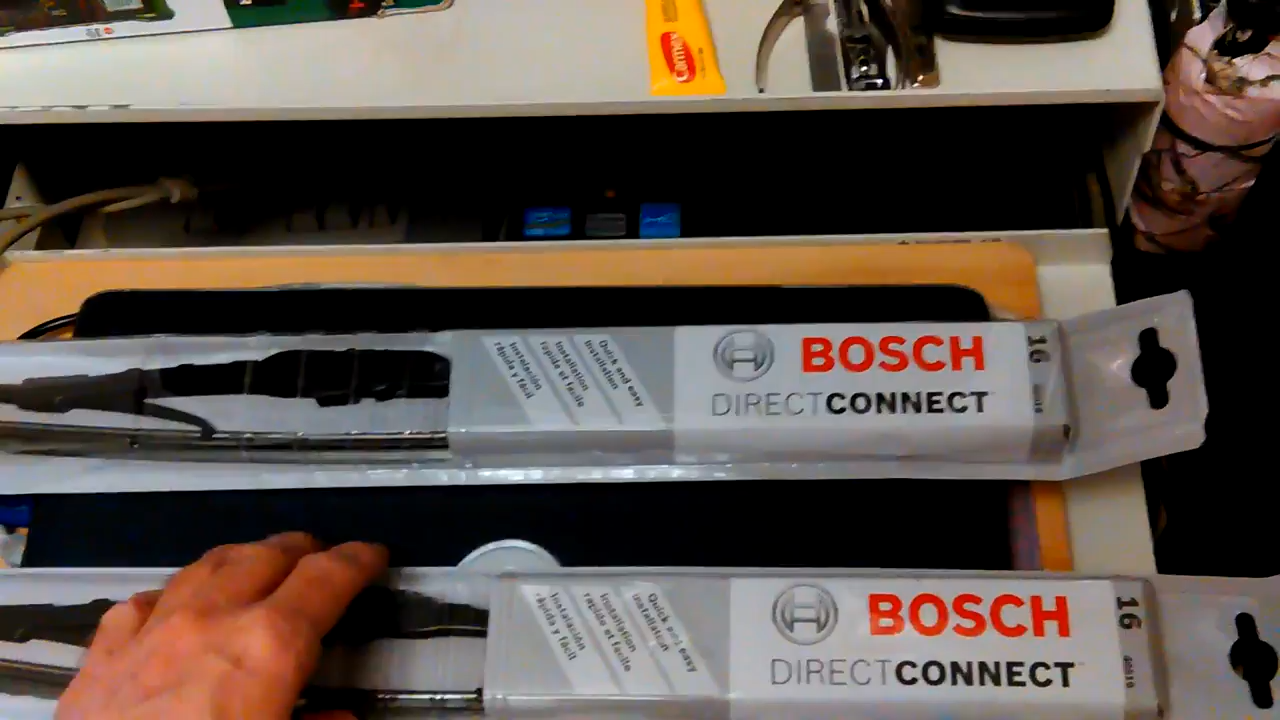 Carmex
Instalación
rápida y fácil
Installation
rapide et facile
Quick and easy
installation
BOSCH
DIRECTCONNECT
16
Instalación
rápida y fácil
Installation
rapide et facile
Quick and easy
installation
BOSCH
DIRECTCONNECT
16